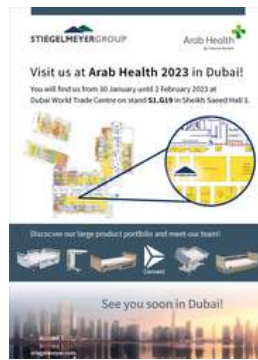 STIEGELMEYERGROUP
Arab Health
Visit us at Arab Health 2023 in Dubai!
You will find us from 30 January until 2 February 2023 at
Dubai World Trade Centre on stand S1.G19 in Sheikh Saeed Hall 1.
Discover our large product portfolio and meet our team!
Connect
See you soon in Dubai!
stiegelmeyer.com